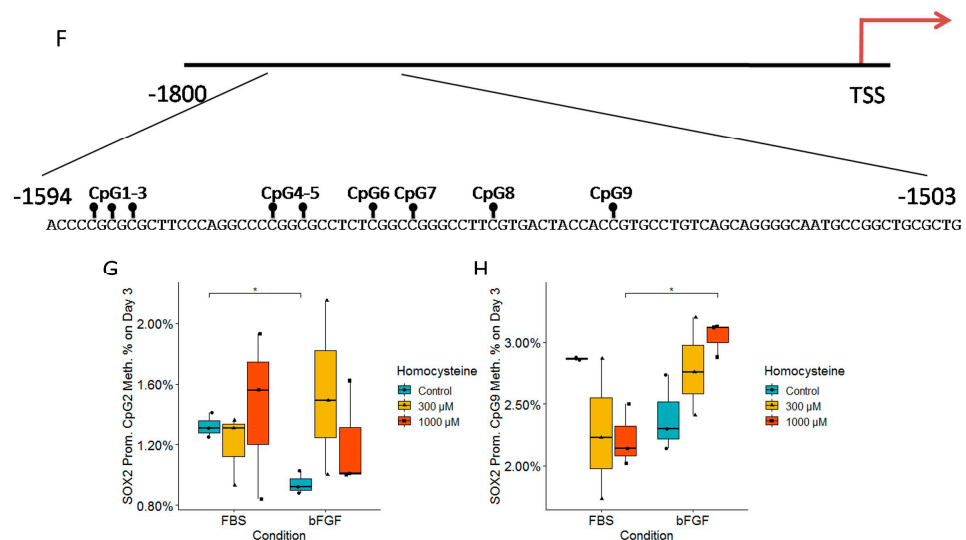 F
-1800
TSS
-1594 CpG1-3 CpG4-5 CpG6 CpG7 CpG8 CpG9 -1503
ACCCCGCGCGCTTCCCAGGCCCCGGCGCCTCTCGGCCGGGCCTTCGTGACTACCACCGTGCCTGTCAGCAGGGGCAATGCCGGCTGCGCTG
G
SOX2 Prom. CpG2 Meth. % on Day 3
2.00%
1.60%
1.20%
0.80%
*
FBS bFGF
Condition
Homocysteine
Control
300 µM
1000 µM
H
SOX2 Prom. CpG9 Meth. % on Day 3
3.00%
2.50%
2.00%
*
FBS bFGF
Condition
Homocysteine
Control
300 µM
1000 µM